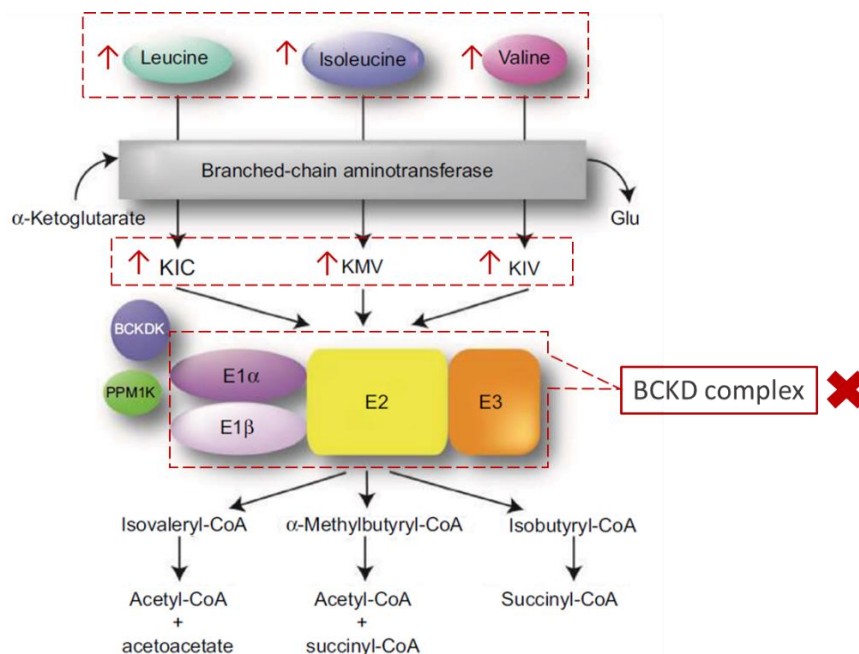 ↑ Leucine ↑ Isoleucine ↑ Valine
Branched-chain aminotransferase
α-Ketoglutarate Glu
↑ KIC ↑ KMV ↑ KIV
BCKDK
PPM1K
E1α
E1β
E2
E3
BCKD complex
Isovaleryl-CoA α-Methylbutyryl-CoA Isobutyryl-CoA
Acetyl-CoA
+
acetoacetate
Acetyl-CoA
+
succinyl-CoA
Succinyl-CoA